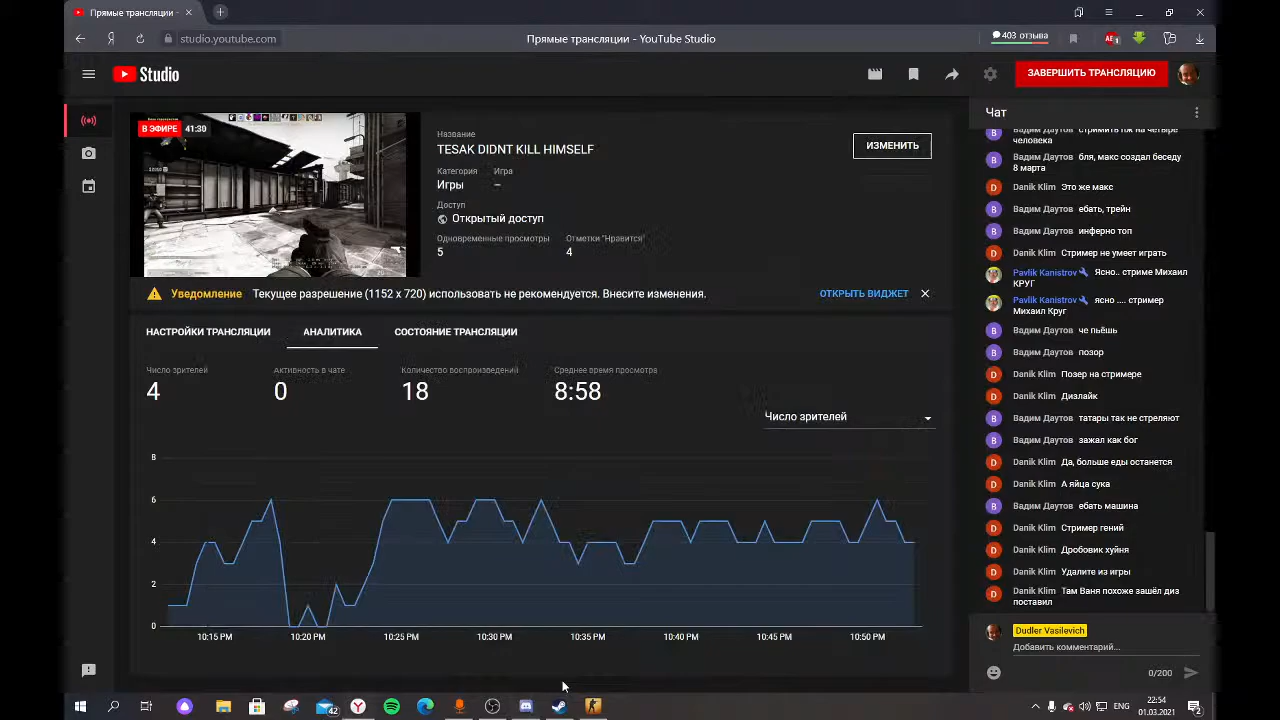 Прямые трансляции -
studio.youtube.com
Прямые трансляции - YouTube Studio
403 отзыва
Studio
ЗАВЕРШИТЬ ТРАНСЛЯЦИЮ
В ЭФИРЕ 41:30
Название
TESAK DIDNT KILL HIMSELF
ИЗМЕНИТЬ
Категория Игра
Игры –
Доступ
Открытый доступ
Одновременные просмотры Отметки "Нравится"
5 4
Уведомление Текущее разрешение (1152 x 720) использовать не рекомендуется. Внесите изменения.
ОТКРЫТЬ ВИДЖЕТ
НАСТРОЙКИ ТРАНСЛЯЦИИ АНАЛИТИКА СОСТОЯНИЕ ТРАНСЛЯЦИИ
Число зрителей Активность в чате Количество воспроизведений Среднее время просмотра
4 0 18 8:58
Число зрителей
8
6
4
2
0
10:15 PM 10:20 PM 10:25 PM 10:30 PM 10:35 PM 10:40 PM 10:45 PM 10:50 PM
Чат
человека
Вадим Даутов бля, макс создал беседу
8 марта
Danik Klim Это же макс
Вадим Даутов ебать, трейн
Вадим Даутов инферно топ
Danik Klim Стример не умеет играть
Pavlik Kanistrov Ясно.. стриме Михаил
КРУГ
Pavlik Kanistrov ясно .... стример
Михаил Круг
Вадим Даутов че пьёшь
Вадим Даутов позор
Danik Klim Позер на стримере
Danik Klim Дизлайк
Вадим Даутов татары так не стреляют
Вадим Даутов зажал как бог
Danik Klim Да, больше еды останется
Danik Klim А яйца сука
Вадим Даутов ебать машина
Danik Klim Стример гений
Danik Klim Дробовик хуйня
Danik Klim Удалите из игры
Danik Klim Там Ваня похоже зашёл диз
поставил
Dudler Vasilevich
Добавить комментарий...
0/200
42
ENG
22:54
01.03.2021
2